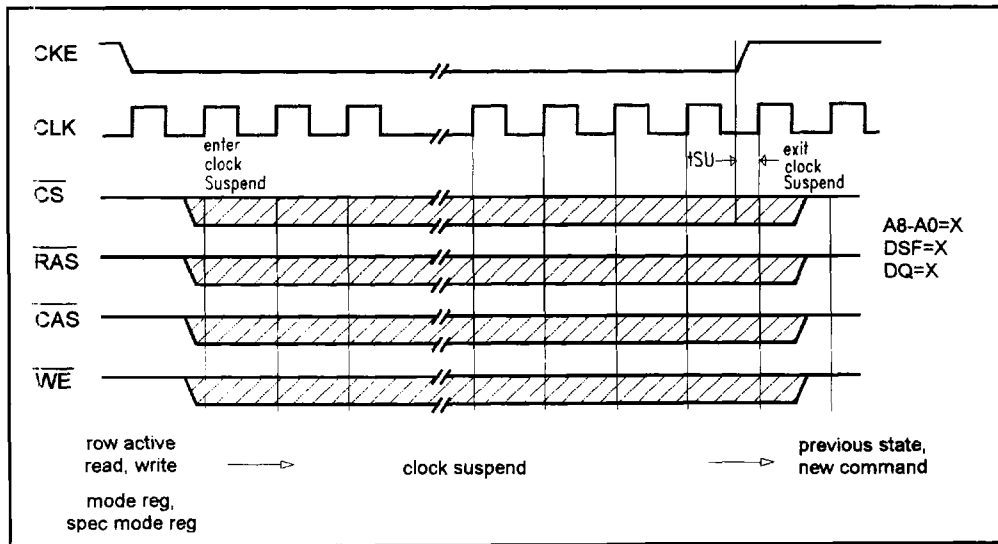 CKE
CLK
enter
clock
Suspend
tSU
exit
clock
Suspend
CS
RAS
CAS
WE
A8-A0=X
DSF=X
DQ=X
row active
read, write
clock suspend
previous state,
new command
mode reg,
spec mode reg